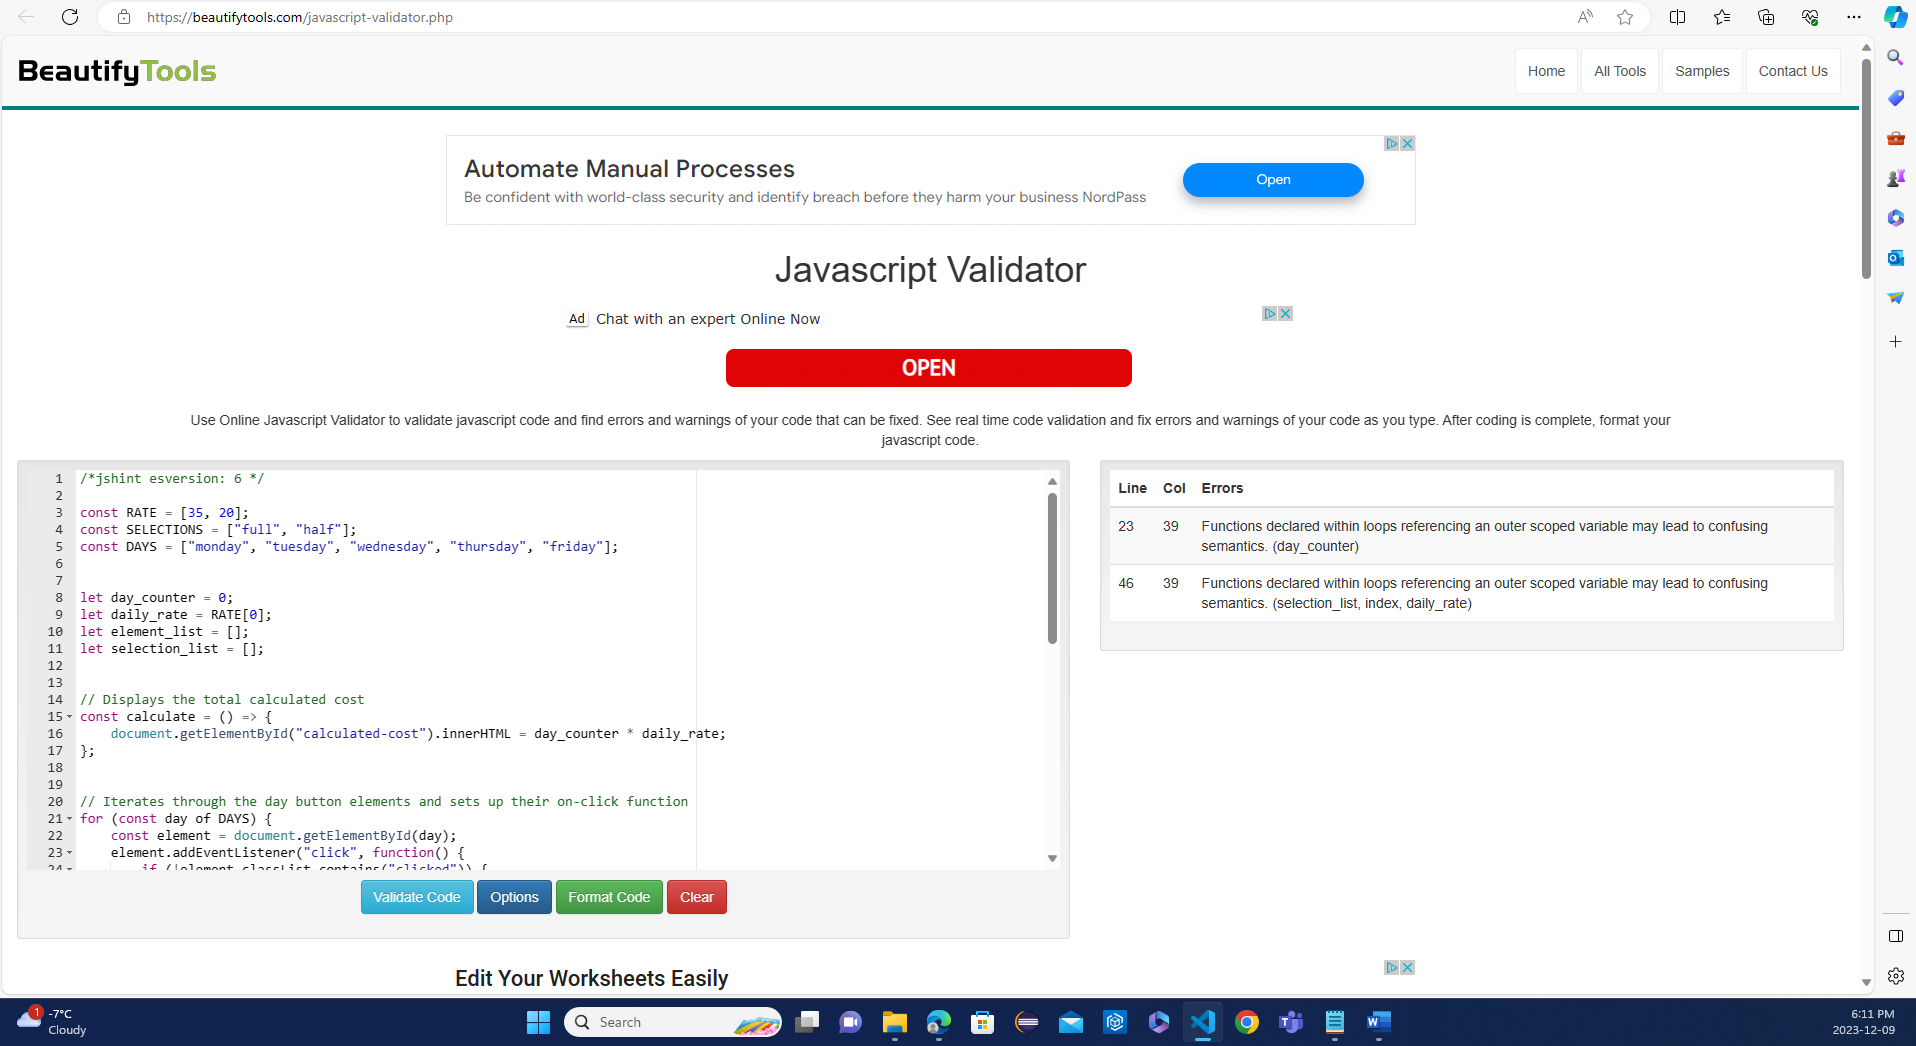 https://beautifytools.com/javascript-validator.php
BeautifyTools
Home
All Tools
Samples
Contact Us
Automate Manual Processes
Be confident with world-class security and identify breach before they harm your business NordPass
Open
Javascript Validator
Ad Chat with an expert Online Now
OPEN
Use Online Javascript Validator to validate javascript code and find errors and warnings of your code that can be fixed. See real time code validation and fix errors and warnings of your code as you type. After coding is complete, format your
javascript code.
1 /*jshint esversion: 6 */
2
3 const RATE = [35, 20];
4 const SELECTIONS = ["full", "half"];
5 const DAYS = ["monday", "tuesday", "wednesday", "thursday", "friday"];
6
7
8 let day_counter = 0;
9 let daily_rate = RATE[0];
10 let element_list = [];
11 let selection_list = [];
12
13
14 // Displays the total calculated cost
15 const calculate = () => {
16 document.getElementById("calculated-cost").innerHTML = day_counter * daily_rate;
17 };
18
19
20 // Iterates through the day button elements and sets up their on-click function
21 for (const day of DAYS) {
22 const element = document.getElementById(day);
23 element.addEventListener("click", function() {
24 if (!element.classList.contains("clicked")) {
Line Col Errors
23 39 Functions declared within loops referencing an outer scoped variable may lead to confusing
semantics. (day_counter)
46 39 Functions declared within loops referencing an outer scoped variable may lead to confusing
semantics. (selection_list, index, daily_rate)
Validate Code
Options
Format Code
Clear
Edit Your Worksheets Easily
1
-7°C
Cloudy
Search
6:11 PM
2023-12-09